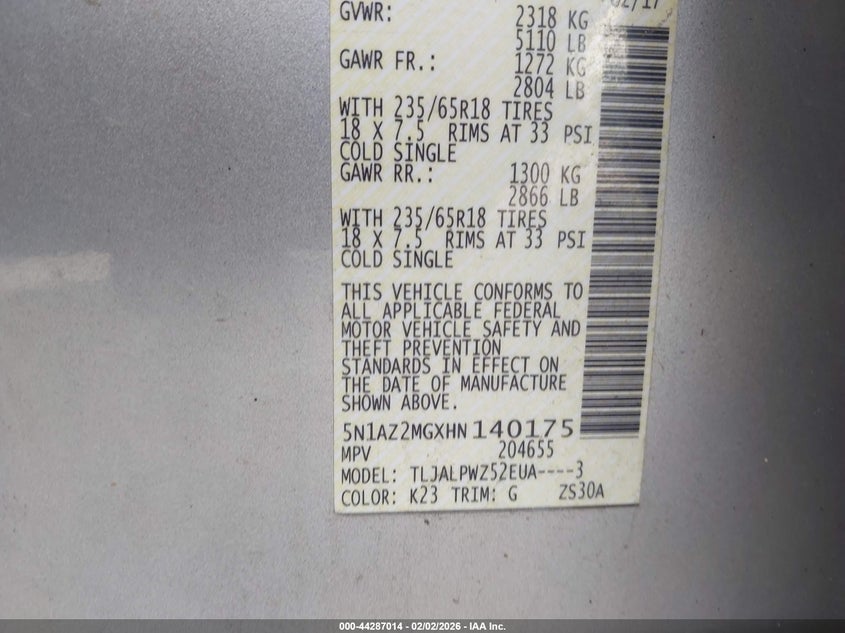 02/17
GVWR: 2318 KG
5110 LB
GAWR FR.: 1272 KG
2804 LB
WITH 235/65R18 TIRES
18 X 7.5 RIMS AT 33 PSI
COLD SINGLE
GAWR RR.: 1300 KG
2866 LB
WITH 235/65R18 TIRES
18 X 7.5 RIMS AT 33 PSI
COLD SINGLE
THIS VEHICLE CONFORMS TO
ALL APPLICABLE FEDERAL
MOTOR VEHICLE SAFETY AND
THEFT PREVENTION
STANDARDS IN EFFECT ON
THE DATE OF MANUFACTURE
SHOWN ABOVE.
5N1AZ2MGXHN140175
MPV 204655
MODEL: TLJALPWZ52EUA----3
COLOR: K23 TRIM: G ZS30A
000-44287014 - 02/02/2026 - IAA Inc.